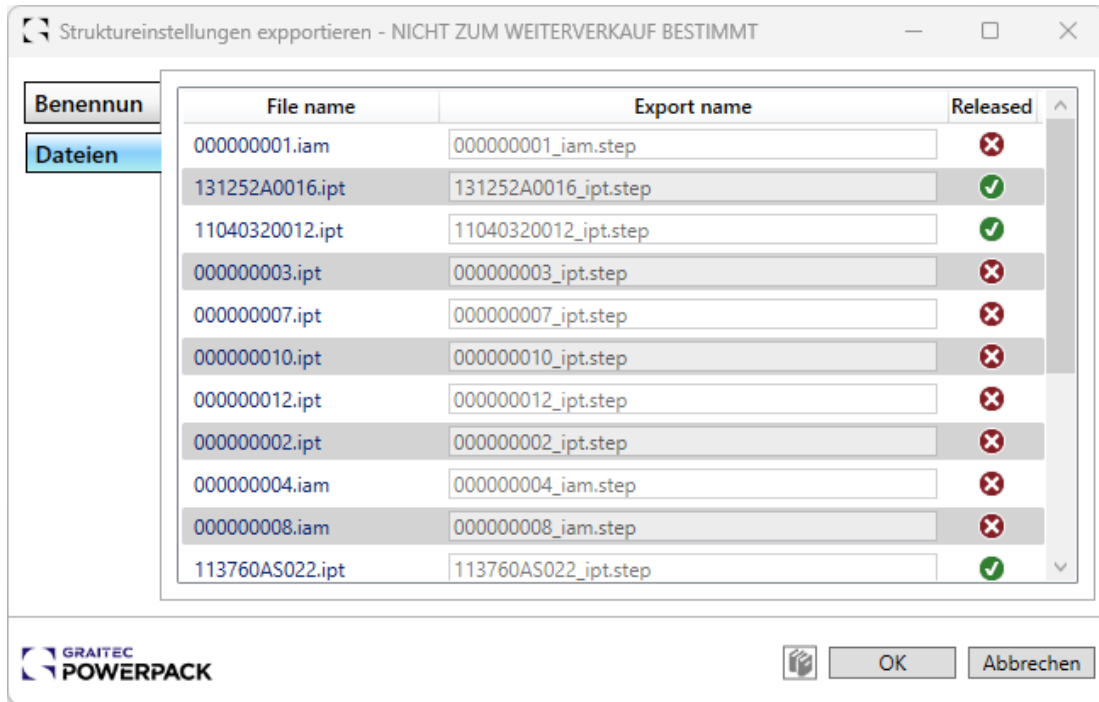 Struktureinstellungen expportieren - NICHT ZUM WEITERVERKAUF BESTIMMT
Benennun
Dateien
File name Export name Released
000000001.iam 000000001_iam.step
131252A0016.ipt 131252A0016_ipt.step
11040320012.ipt 11040320012_ipt.step
000000003.ipt 000000003_ipt.step
000000007.ipt 000000007_ipt.step
000000010.ipt 000000010_ipt.step
000000012.ipt 000000012_ipt.step
000000002.ipt 000000002_ipt.step
000000004.iam 000000004_iam.step
000000008.iam 000000008_iam.step
113760AS022.ipt 113760AS022_ipt.step
GRAITEC
POWERPACK
OK Abbrechen